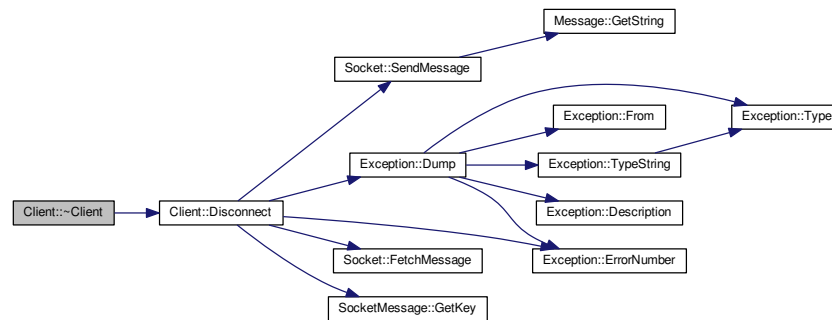 Message::GetString
Socket::SendMessage
Exception::From
Exception::Type
Exception::Dump
Exception::TypeString
Client::~Client
Client::Disconnect
Exception::Description
Socket::FetchMessage
Exception::ErrorNumber
SocketMessage::GetKey